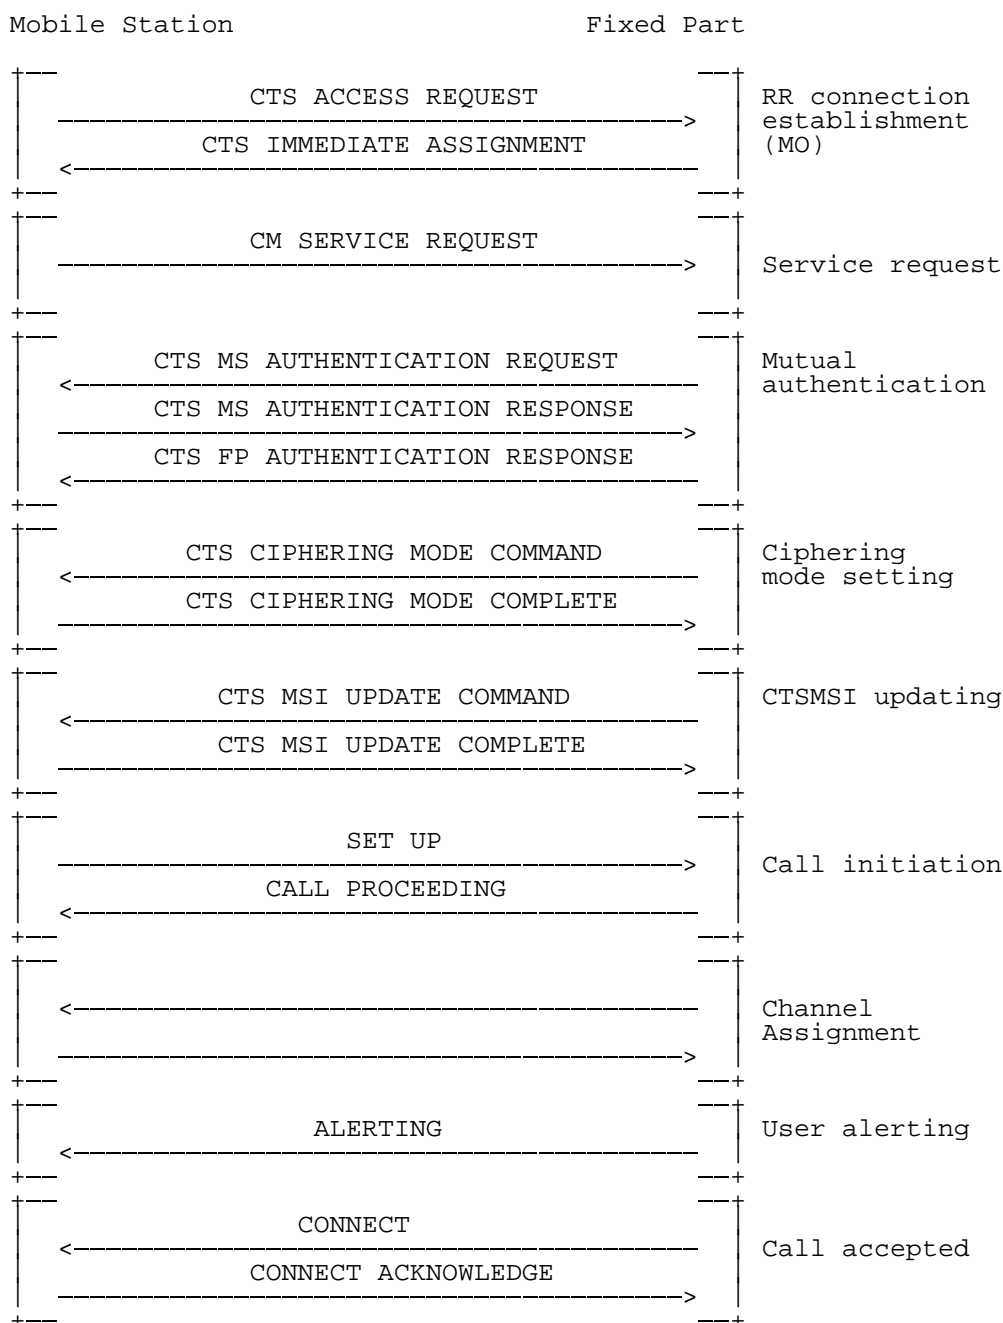 Mobile Station Fixed Part
CTS ACCESS REQUEST RR connection
establishment
CTS IMMEDIATE ASSIGNMENT (MO)
CM SERVICE REQUEST
Service request
CTS MS AUTHENTICATION REQUEST Mutual
authentication
CTS MS AUTHENTICATION RESPONSE
CTS FP AUTHENTICATION RESPONSE
CTS CIPHERING MODE COMMAND Ciphering
mode setting
CTS CIPHERING MODE COMPLETE
CTS MSI UPDATE COMMAND CTSMSI updating
CTS MSI UPDATE COMPLETE
SET UP
Call initiation
CALL PROCEEDING
Channel
Assignment
ALERTING User alerting
CONNECT
Call accepted
CONNECT ACKNOWLEDGE